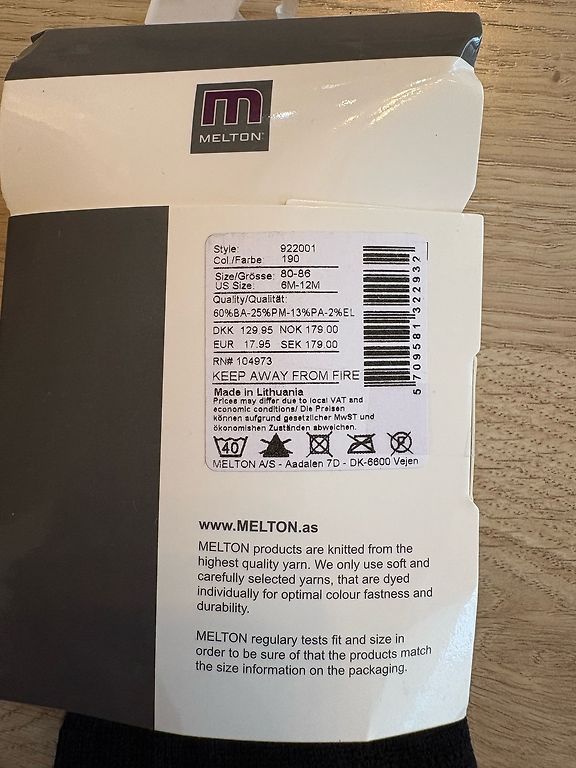 m
MELTON
Style: 922001
Col./Farbe: 190
Size/Grösse: 80-86
US Size: 6M-12M
Quality/Qualität:
60%BA-25%PM-13%PA-2%EL
DKK 129.95 NOK 179.00
EUR 17.95 SEK 179.00
RN# 104973
KEEP AWAY FROM FIRE
Made in Lithuania
Prices may differ due to local VAT and
economic conditions/ Die Preisen
können aufgrund gesetzlicher MwST und
ökonomishen Zuständen abweichen.
5 709581 322932
40 P
MELTON A/S - Aadalen 7D - DK-6600 Vejen
www.MELTON.as
MELTON products are knitted from the
highest quality yarn. We only use soft and
carefully selected yarns, that are dyed
individually for optimal colour fastness and
durability.
MELTON regulary tests fit and size in
order to be sure of that the products match
the size information on the packaging.